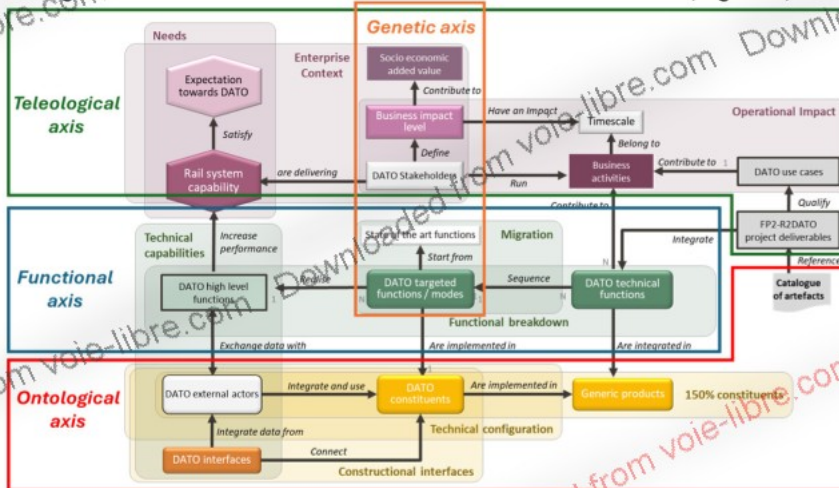 Genetic axis
Needs
Enterprise
Context
Socio economic
added value
Expectation
towards DATO
Teleological
axis
Contribute to
Have an Impact
Operational Impact
Business impact
level
Timescale
Satisfy
Define
Belong to
Rail system
capability
are delivering
DATO Stakeholders
Run
Business
activities
Contribute to
1
DATO use cases
Contribute to
Qualify
Technical
capabilities
Increase
performance
State of the art functions
Migration
Integrate
FP2-R2DATO
project deliverables
Functional
axis
Start from
Reference
DATO high level
functions
Realise
DATO targeted
functions / modes
Sequence
DATO technical
functions
Catalogue
of artefacts
1
N
1
N
N
Functional breakdown
Exchange data with
Are implemented in
Are integrated in
1
Ontological
axis
DATO external actors
Integrate and use
DATO
constituents
Are implemented in
Generic products
150% constituents
Integrate data from
Technical configuration
DATO interfaces
Connect
Constructional interfaces
Downloaded from voie-libre.com